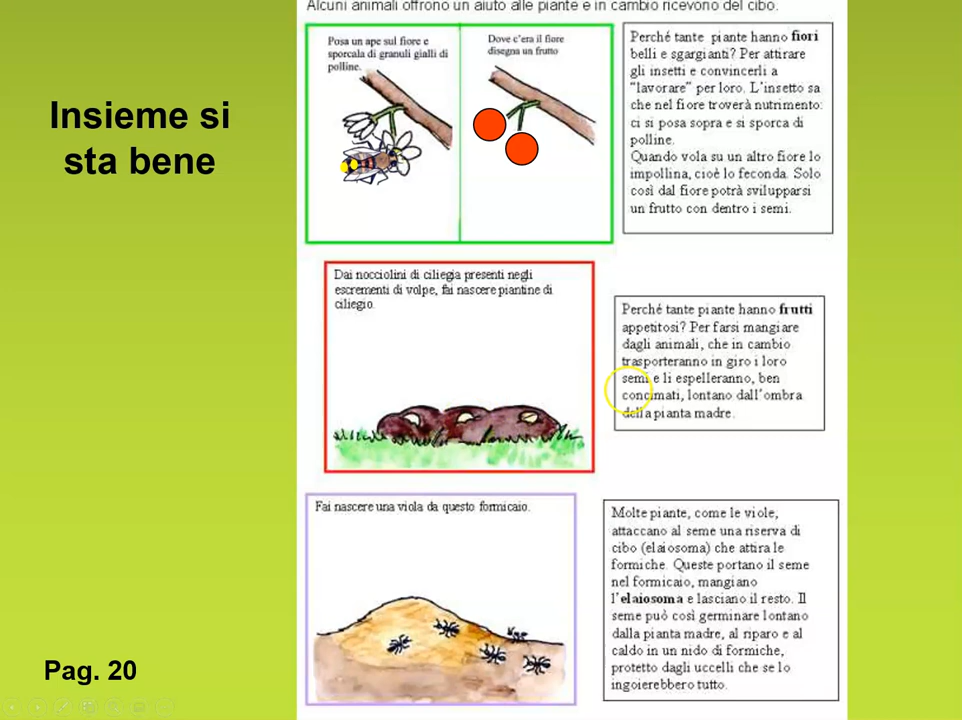 Alcuni animali offrono un aiuto alle piante e in cambio ricevono del cibo.
Insieme si
sta bene
Posa un ape sul fiore e
sporcala di granuli gialli di
polline.
Dove c'era il fiore
disegna un frutto
Perché tante piante hanno fiori
belli e sgargianti? Per attirare
gli insetti e convincerli a
"lavorare" per loro. L'insetto sa
che nel fiore troverà nutrimento:
ci si posa sopra e si sporca di
polline.
Quando vola su un altro fiore lo
impollina, cioè lo feconda. Solo
così dal fiore potrà svilupparsi
un frutto con dentro i semi.
Dai nocciolini di ciliegia presenti negli
escrementi di volpe, fai nascere piantine di
ciliegio.
Perché tante piante hanno frutti
appetitosi? Per farsi mangiare
dagli animali, che in cambio
trasporteranno in giro i loro
semi e li espelleranno, ben
concimati, lontano dall'ombra
della pianta madre.
Fai nascere una viola da questo formicaio.
Molte piante, come le viole,
attaccano al seme una riserva di
cibo (elaiosoma) che attira le
formiche. Queste portano il seme
nel formicaio, mangiano
l'elaiosoma e lasciano il resto. Il
seme può così germinare lontano
dalla pianta madre, al riparo e al
caldo in un nido di formiche,
protetto dagli uccelli che se lo
ingoierebbero tutto.
Pag. 20